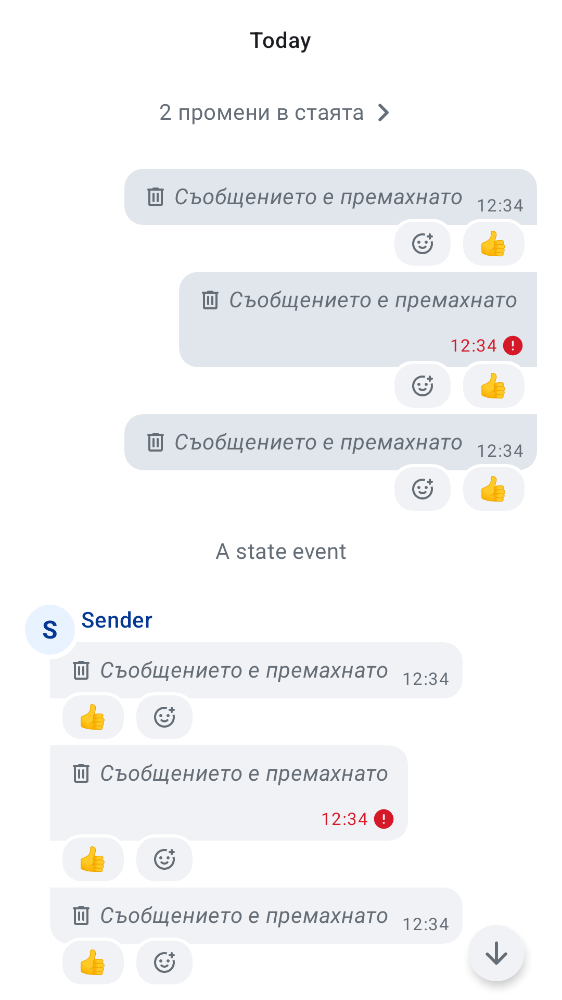 Today
2 промени в стаята
Съобщението е премахнато 12:34
Съобщението е премахнато
12:34
Съобщението е премахнато 12:34
A state event
S Sender
Съобщението е премахнато 12:34
Съобщението е премахнато
12:34
Съобщението е премахнато 12:34